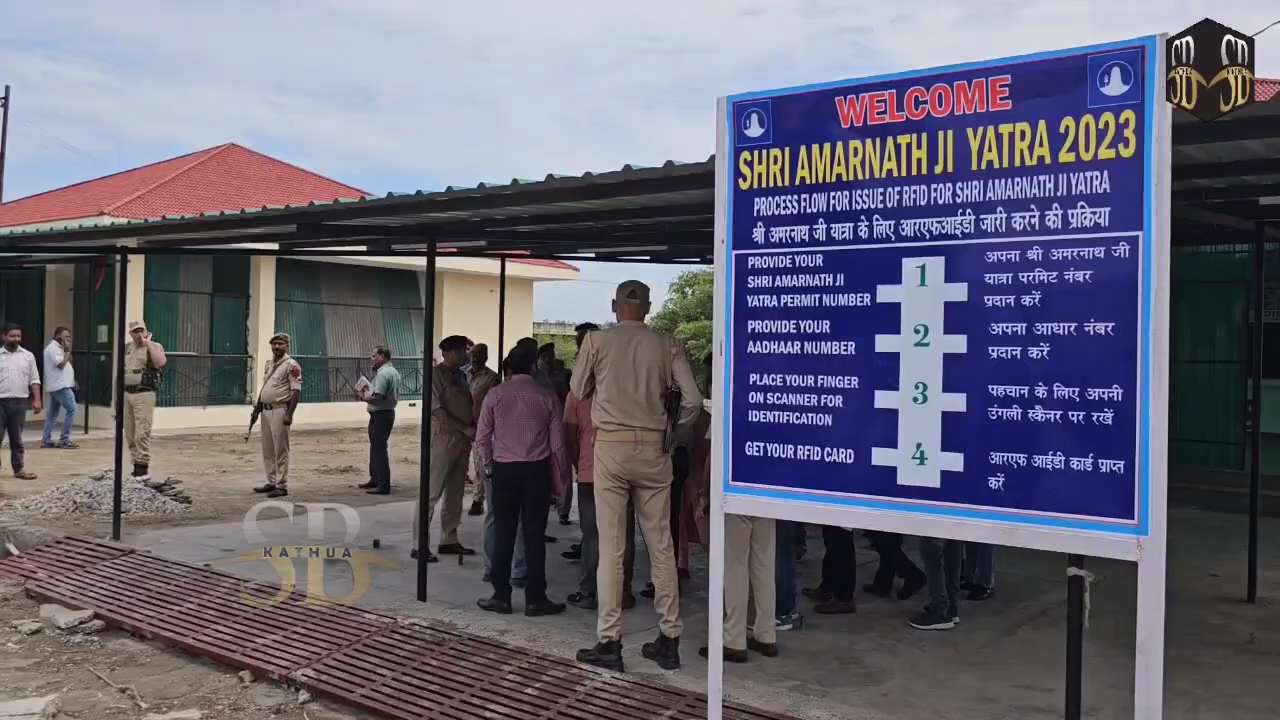 WELCOME
SHRI AMARNATH JI YATRA 2023
PROCESS FLOW FOR ISSUE OF RFID FOR SHRI AMARNATH JI YATRA
श्री अमरनाथ जी यात्रा के लिए आरएफआईडी जारी करने की प्रक्रिया
PROVIDE YOUR
SHRI AMARNATH JI
YATRA PERMIT NUMBER
1
अपना श्री अमरनाथ जी
यात्रा परमिट नंबर
प्रदान करें
PROVIDE YOUR
AADHAAR NUMBER
2
अपना आधार नंबर
प्रदान करें
PLACE YOUR FINGER
ON SCANNER FOR
IDENTIFICATION
3
पहचान के लिए अपनी
उंगली स्कैनर पर रखें
GET YOUR RFID CARD
4
आरएफ आईडी कार्ड प्राप्त
करें
SB
KATHUA
SB
KATHUA